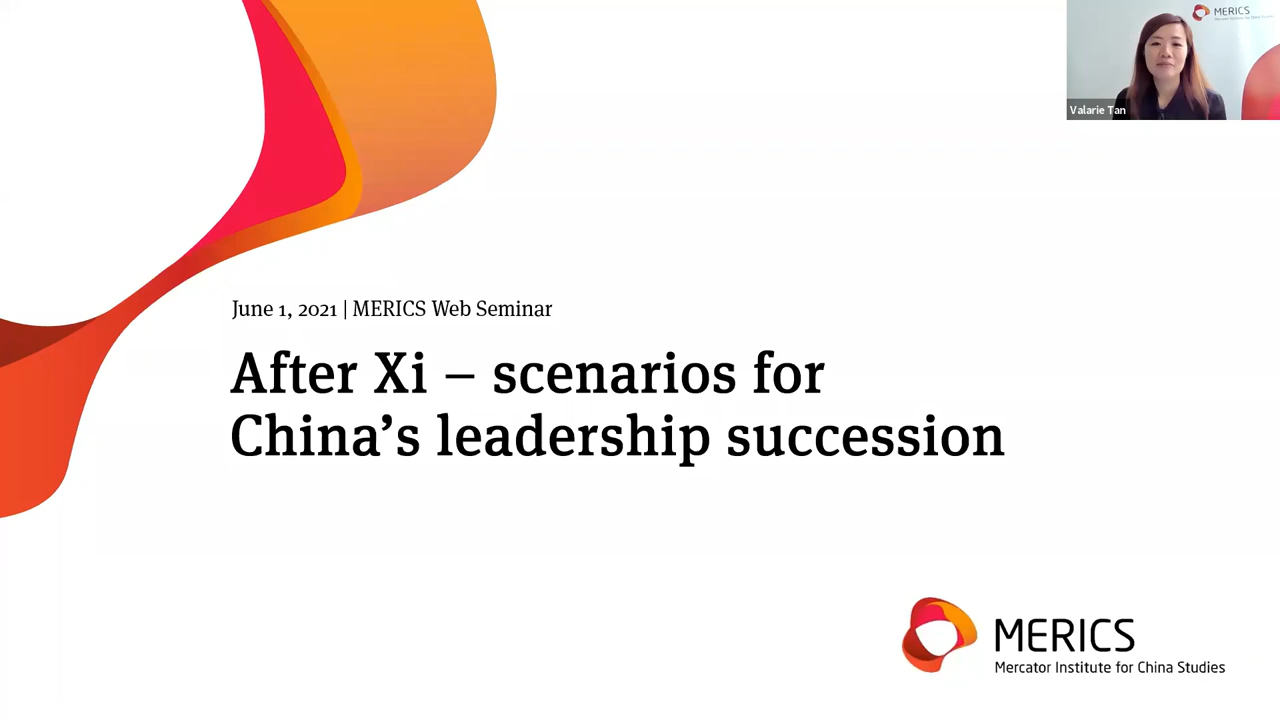 MERICS
Valarie Tan
June 1, 2021 | MERICS Web Seminar
After Xi – scenarios for
China’s leadership succession
MERICS
Mercator Institute for China Studies